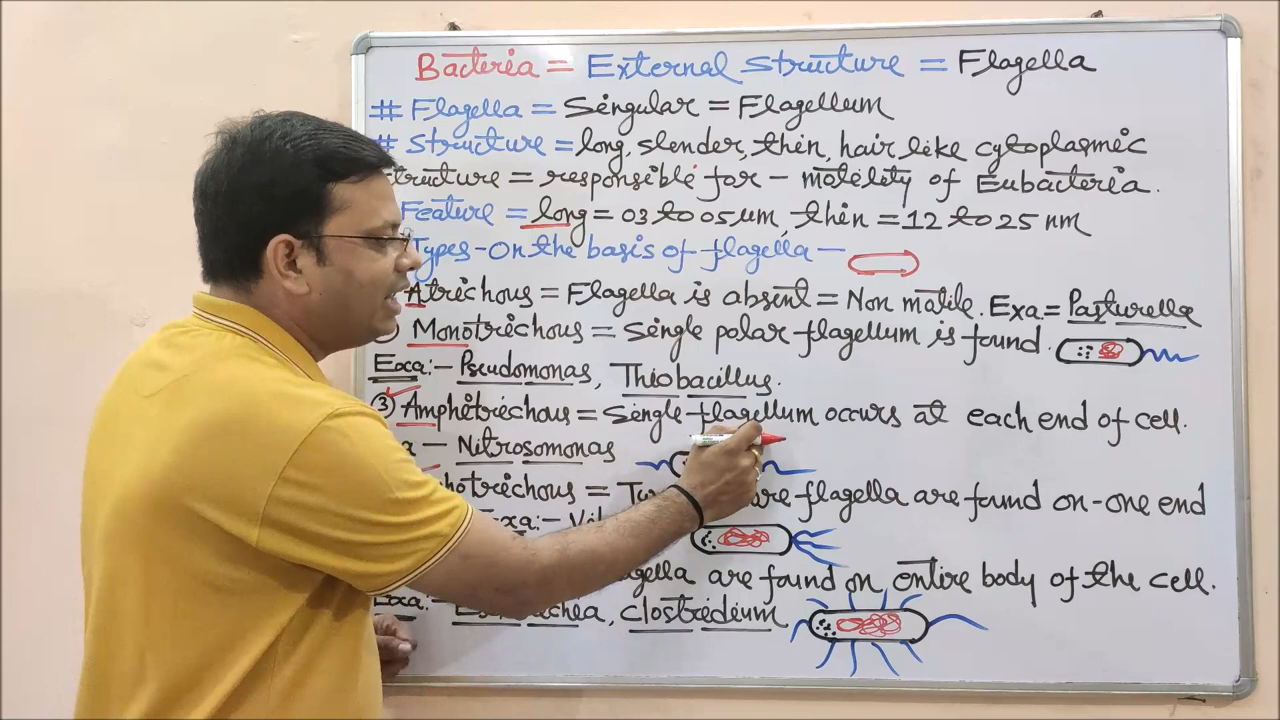 Bacteria = External structure = Flagella
# Flagella = Singular = Flagellum
# Structure = long, slender, thin, hair like cytoplasmic
structure = responsible for - motility of Eubacteria.
Feature = long = 03 to 05 µm, thin = 12 to 25 nm
Types - On the basis of flagella -
Atrichous = Flagella is absent = Non motile. Exa = Pasturella
Monotrichous = Single polar flagellum is found.
Exa:- Pseudomonas, Thiobacillus.
③ Amphitrichous = Single flagellum occurs at each end of cell.
- Nitrosomonas
= flagella are found on - one end
Exa:-
are found on entire body of the cell.
Exa:- , Clostridium